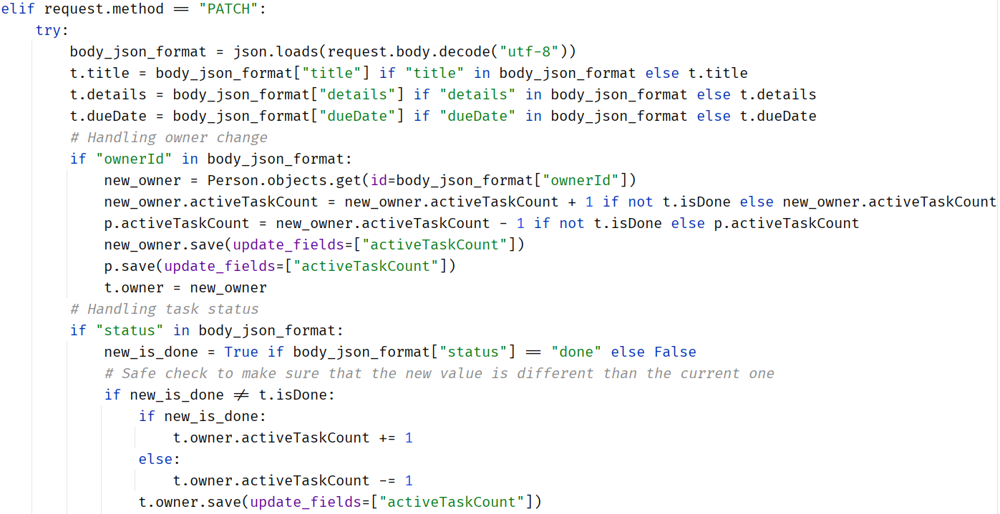 elif request.method == "PATCH":
    try:
        body_json_format = json.loads(request.body.decode("utf-8"))
        t.title = body_json_format["title"] if "title" in body_json_format else t.title
        t.details = body_json_format["details"] if "details" in body_json_format else t.details
        t.dueDate = body_json_format["dueDate"] if "dueDate" in body_json_format else t.dueDate
        # Handling owner change
        if "ownerId" in body_json_format:
            new_owner = Person.objects.get(id=body_json_format["ownerId"])
            new_owner.activeTaskCount = new_owner.activeTaskCount + 1 if not t.isDone else new_owner.activeTaskCount
            p.activeTaskCount = new_owner.activeTaskCount - 1 if not t.isDone else p.activeTaskCount
            new_owner.save(update_fields=["activeTaskCount"])
            p.save(update_fields=["activeTaskCount"])
            t.owner = new_owner
        # Handling task status
        if "status" in body_json_format:
            new_is_done = True if body_json_format["status"] == "done" else False
            # Safe check to make sure that the new value is different than the current one
            if new_is_done != t.isDone:
                if new_is_done:
                    t.owner.activeTaskCount += 1
                else:
                    t.owner.activeTaskCount -= 1
                t.owner.save(update_fields=["activeTaskCount"])